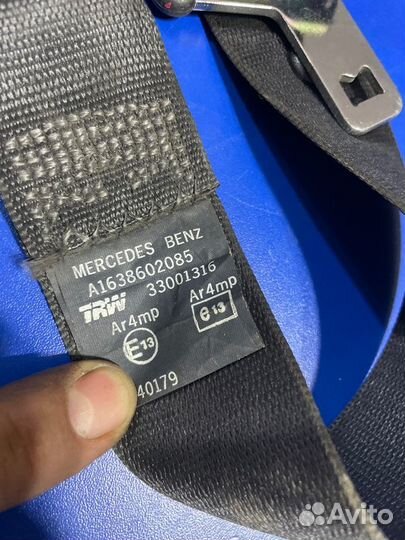 MERCEDES BENZ
A1638602085
TRW 33001316
Ar4mp Ar4mp
E13 e13
40179
Avito